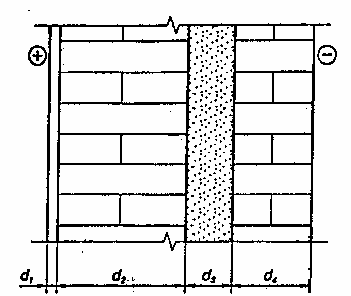 + −
d₁ d₂ d₃ d₄